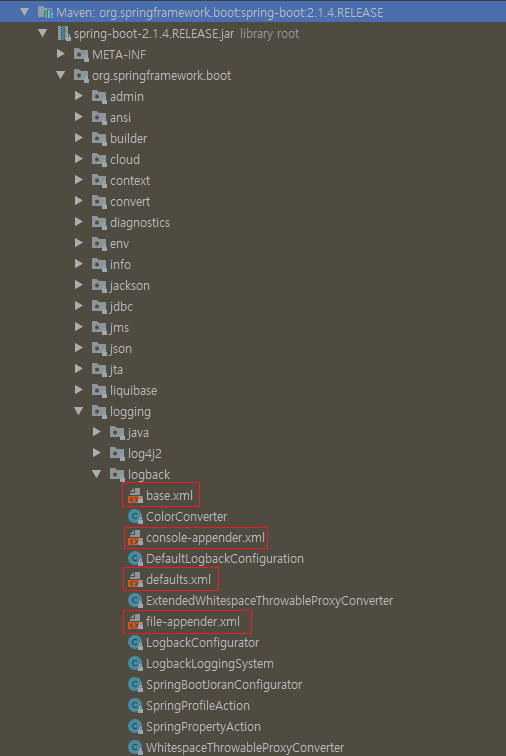 Maven: org.springframework.boot:spring-boot:2.1.4.RELEASE
spring-boot-2.1.4.RELEASE.jar library root
META-INF
org.springframework.boot
admin
ansi
builder
cloud
context
convert
diagnostics
env
info
jackson
jdbc
jms
json
jta
liquibase
logging
java
log4j2
logback
base.xml
ColorConverter
console-appender.xml
DefaultLogbackConfiguration
defaults.xml
ExtendedWhitespaceThrowableProxyConverter
file-appender.xml
LogbackConfigurator
LogbackLoggingSystem
SpringBootJoranConfigurator
SpringProfileAction
SpringPropertyAction
WhitespaceThrowableProxyConverter